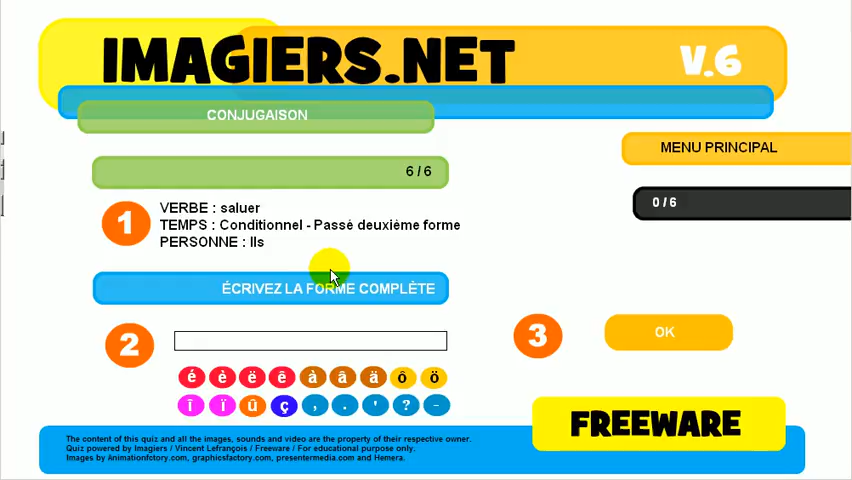 IMAGIERS.NET
V.6
CONJUGAISON
MENU PRINCIPAL
6 / 6
0 / 6
1
VERBE : saluer
TEMPS : Conditionnel - Passé deuxième forme
PERSONNE : Ils
ÉCRIVEZ LA FORME COMPLÈTE
2
3
OK
é è ë ê à â ä ô ö
î ï û ç , . ' ? -
FREEWARE
The content of this quiz and all the images, sounds and video are the property of their respective owner.
Quiz powered by Imagiers / Vincent Lefrançois / Freeware / For educational purpose only.
Images by Animationfctory.com, graphicsfactory.com, presentermedia.com and Hemera.